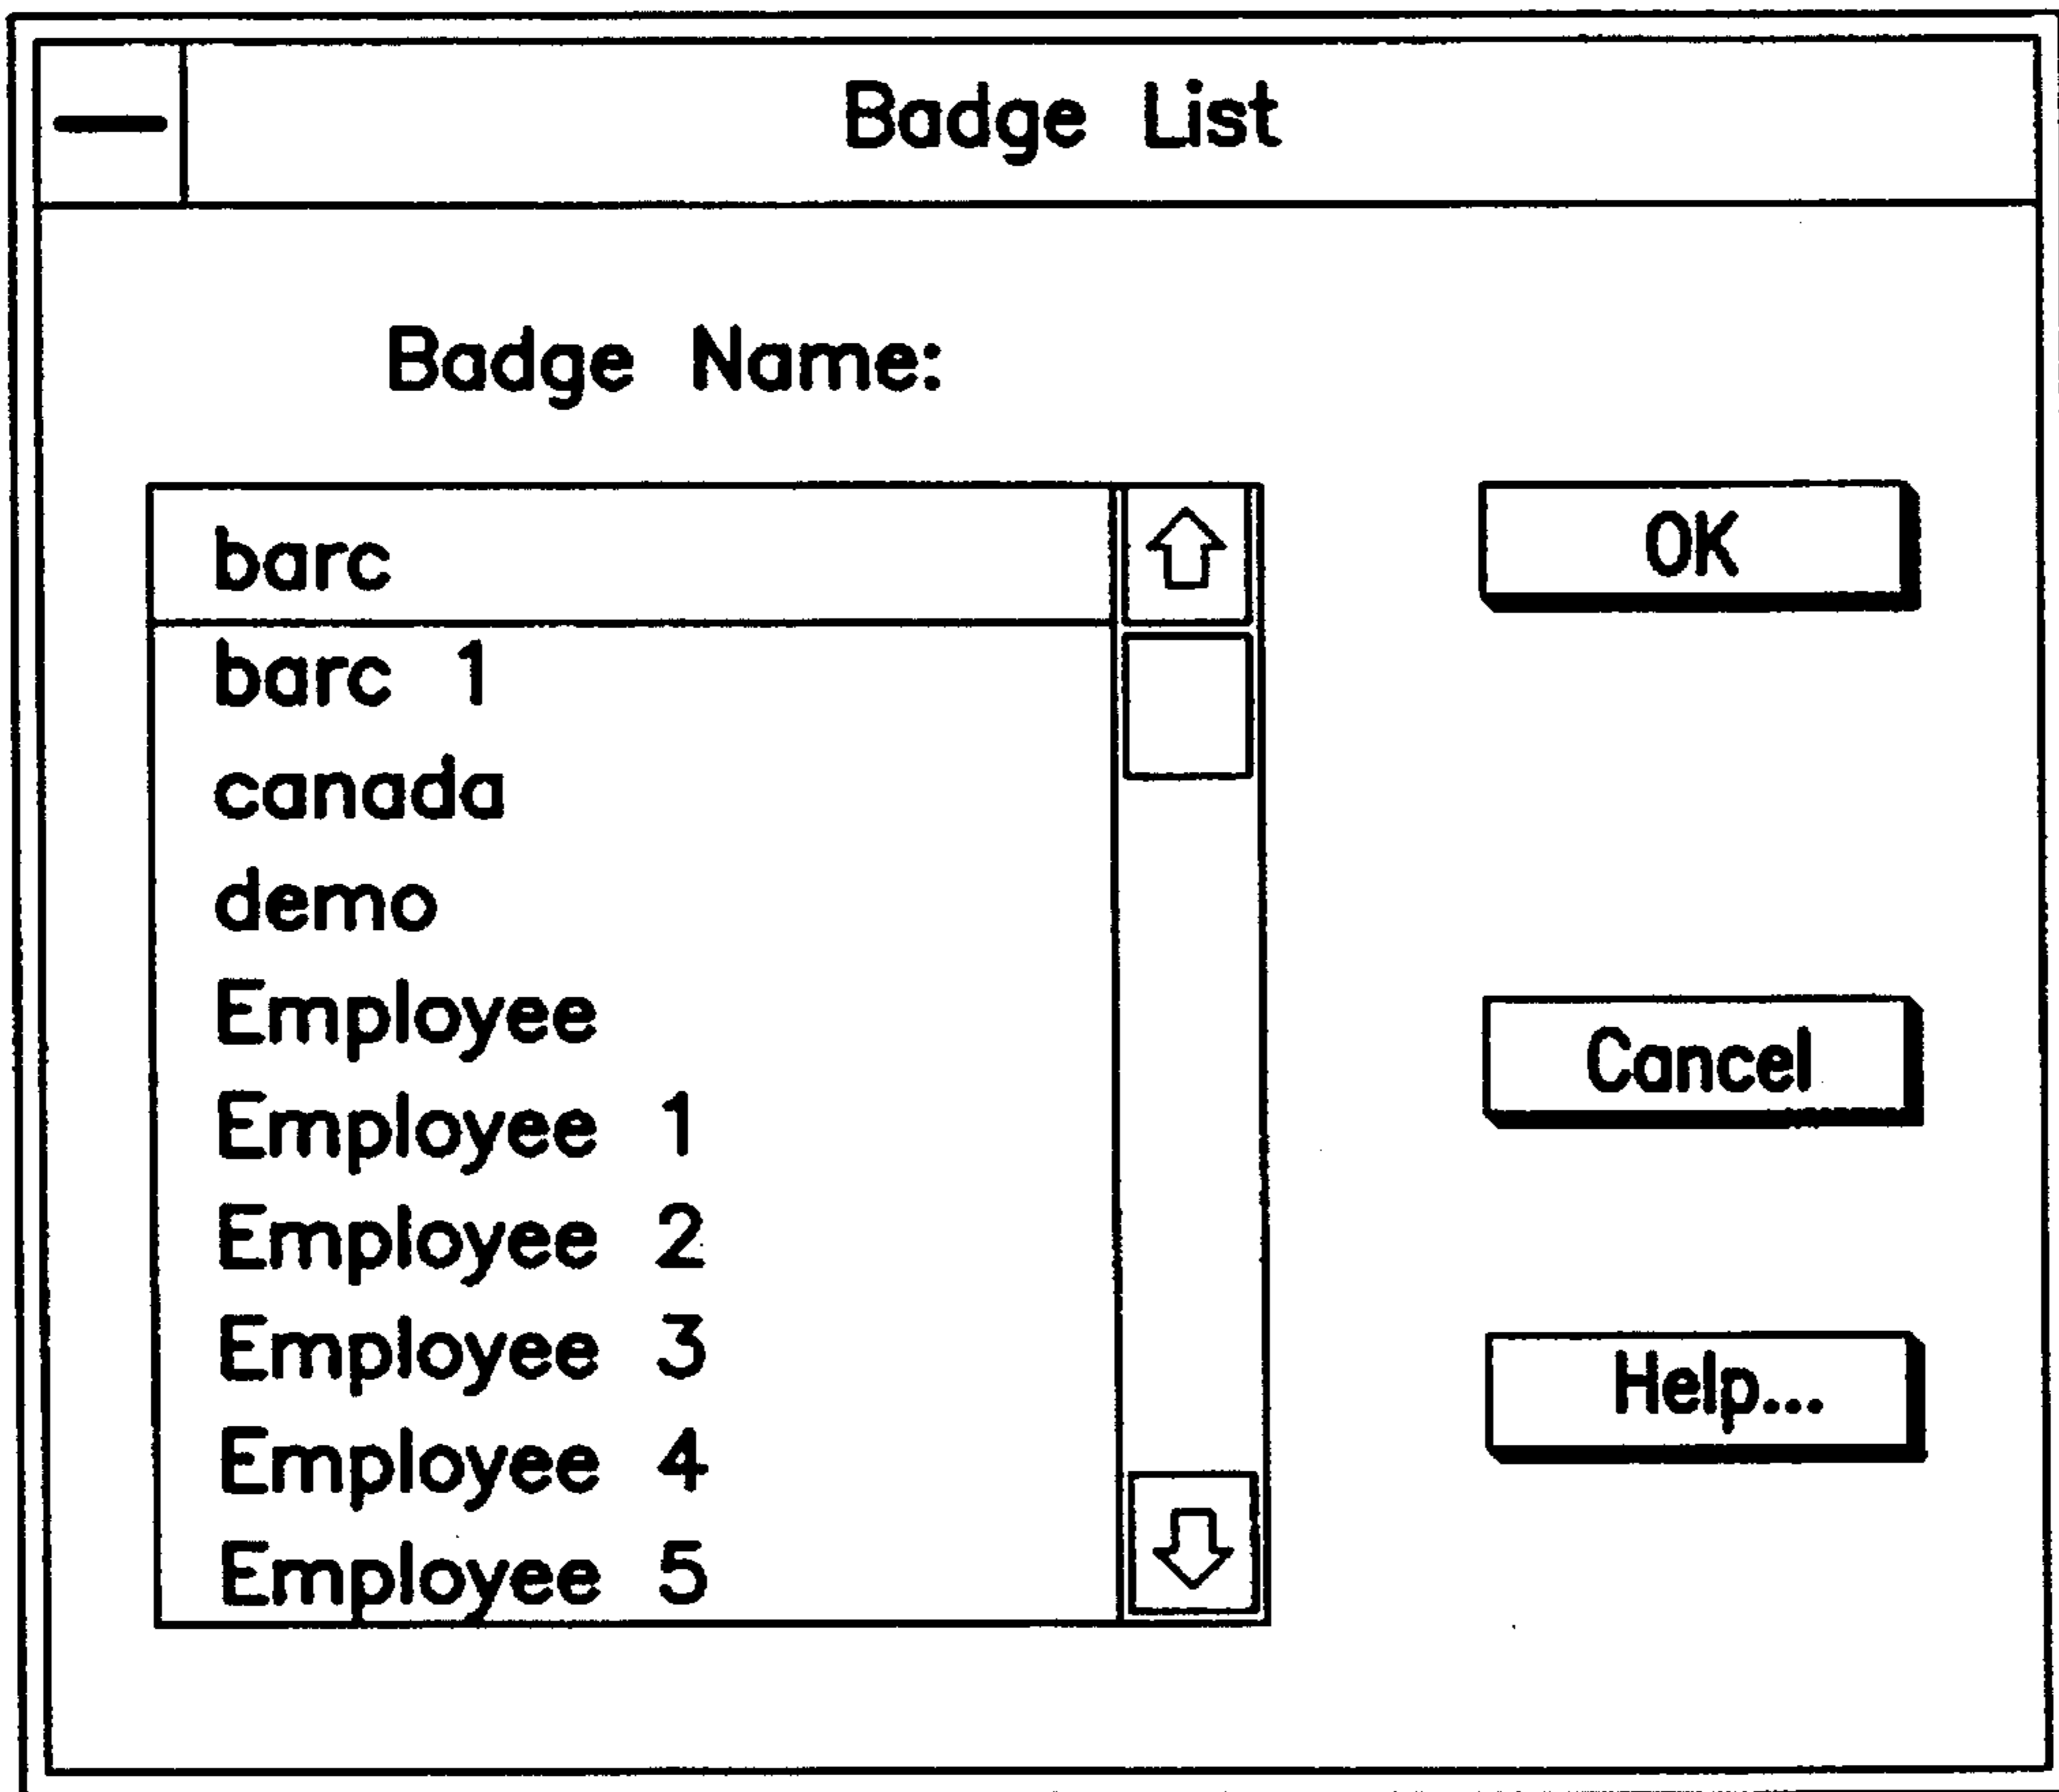 Badge List
Badge Name:
barc
OK
barc 1
canada
demo
Employee
Cancel
Employee 1
Employee 2
Employee 3
Help...
Employee 4
Employee 5